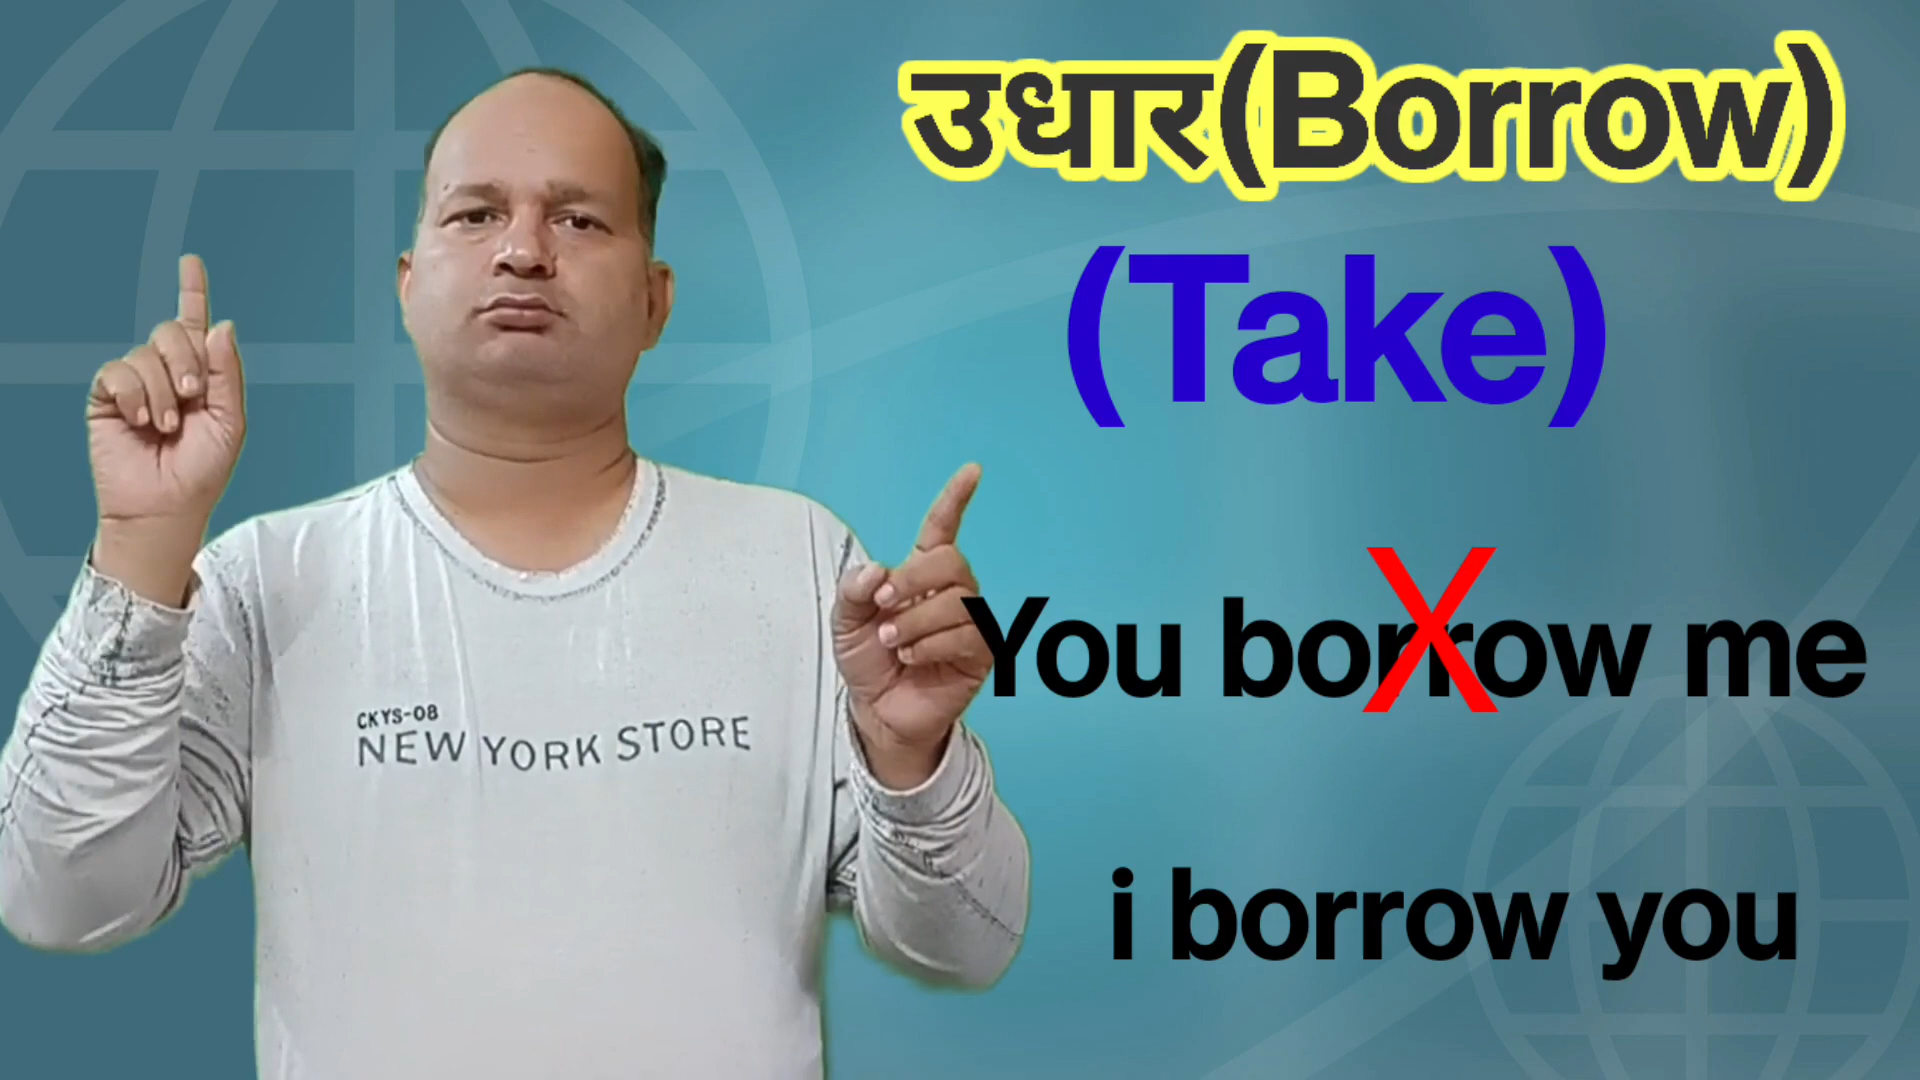 उधार(Borrow)
(Take)
You borrow me
X
i borrow you
CKYS-08
NEW YORK STORE